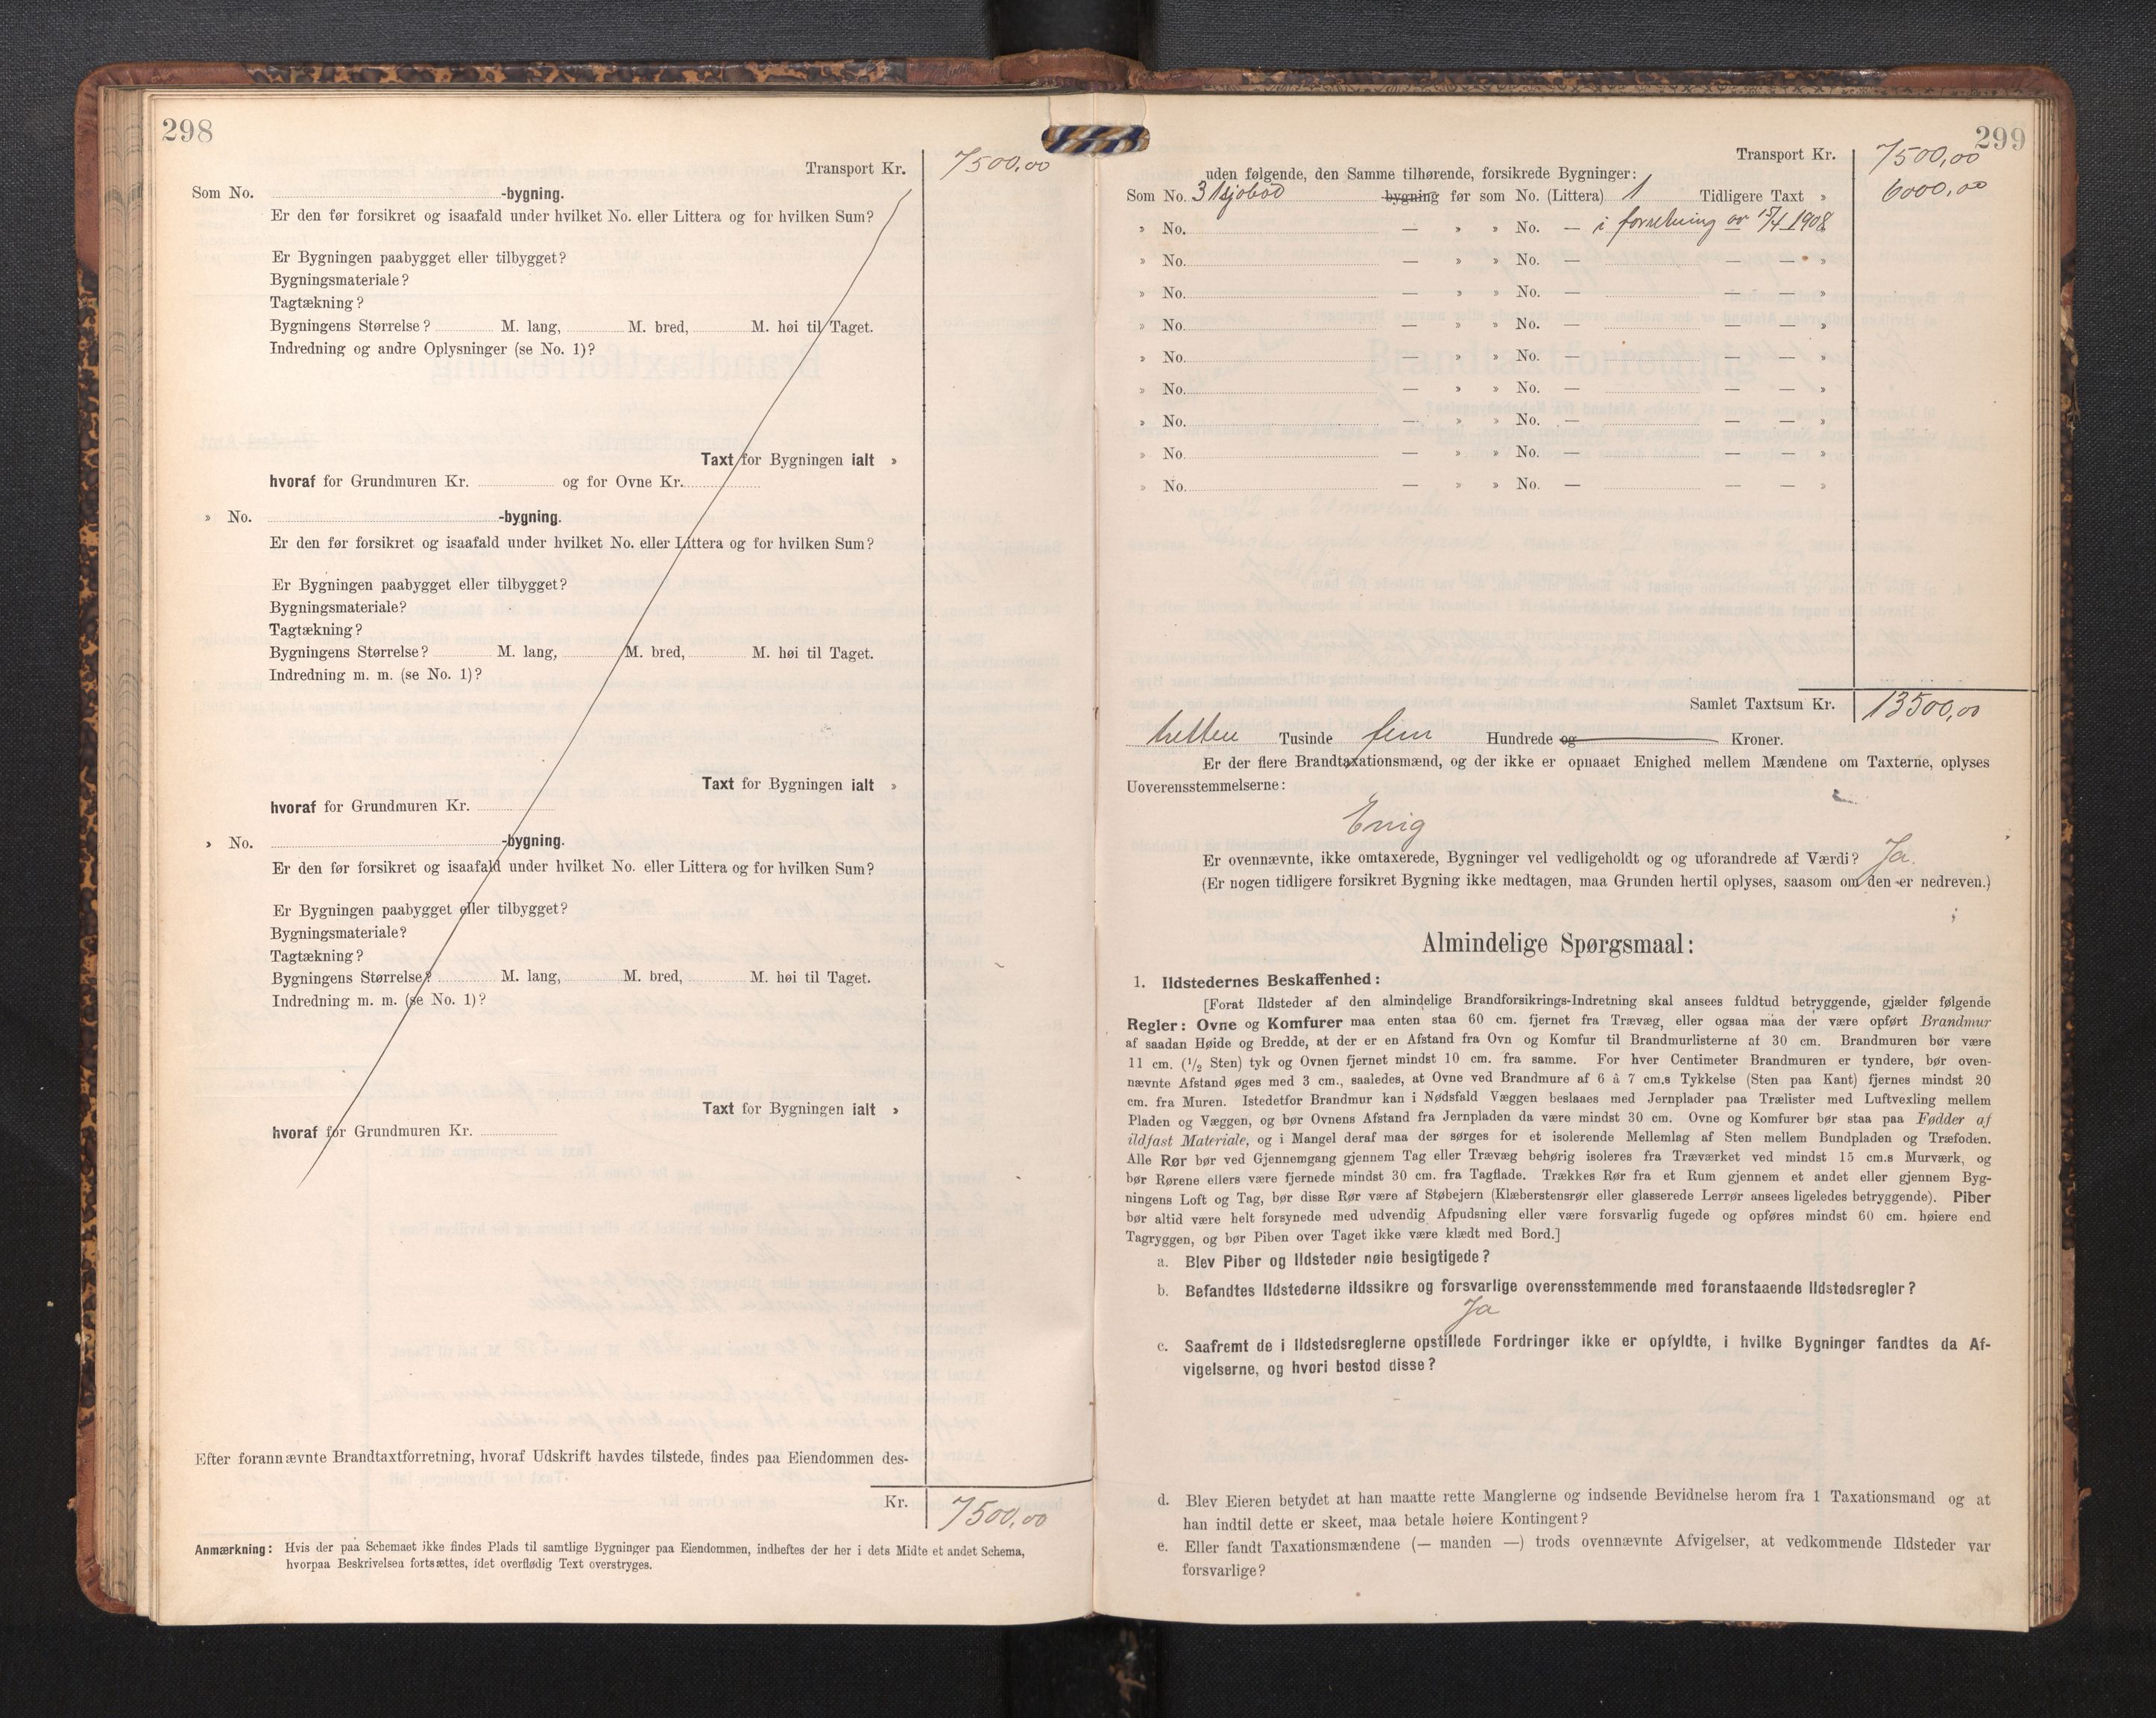 298
Transport Kr. 7500,00
Som No. -bygning.
Er den før forsikret og isaafald under hvilket No. eller Littera og for hvilken Sum?
Er Bygningen paabygget eller tilbygget?
Bygningsmateriale?
Tagtækning?
Bygningens Størrelse? M. lang, M. bred, M. høi til Taget.
Indredning og andre Oplysninger (se No. 1)?
Taxt for Bygningen ialt »
hvoraf for Grundmuren Kr. og for Ovne Kr.
» No. -bygning.
Er den før forsikret og isaafald under hvilket No. eller Littera og for hvilken Sum?
Er Bygningen paabygget eller tilbygget?
Bygningsmateriale?
Tagtækning?
Bygningens Størrelse? M. lang, M. bred, M. høi til Taget.
Indredning m. m. (se No. 1)?
Taxt for Bygningen ialt »
hvoraf for Grundmuren Kr.
» No. -bygning.
Er den før forsikret og isaafald under hvilket No. eller Littera og for hvilken Sum?
Er Bygningen paabygget eller tilbygget?
Bygningsmateriale?
Tagtækning?
Bygningens Størrelse? M. lang, M. bred, M. høi til Taget.
Indredning m. m. (se No. 1)?
Taxt for Bygningen ialt »
hvoraf for Grundmuren Kr.
Efter forannævnte Brandtaxtforretning, hvoraf Udskrift havdes tilstede, findes paa Eiendommen des-
Kr. 7500,00
Anmærkning: Hvis der paa Schemaet ikke findes Plads til samtlige Bygninger paa Eiendommen, indheftes der her i dets Midte et andet Schema,
hvorpaa Beskrivelsen fortsættes, idet overflødig Text overstryges.
299
Transport Kr. 7500,00
uden følgende, den Samme tilhørende, forsikrede Bygninger:
Som No. 3 1 sjøbod bygning før som No. (Littera) 1 Tidligere Taxt » 6000,00
» No. — » » No. — i forretning av 15/4 1908 »
» No. — » » No. — — — »
» No. — » » No. — — — »
» No. — » » No. — — — »
» No. — » » No. — — — »
» No. — » » No. — — — »
» No. — » » No. — — — »
» No. — » » No. — — — »
» No. — » » No. — — — »
Samlet Taxtsum Kr. 13500,00
tretten Tusinde fem Hundrede og Kroner.
Er der flere Brandtaxationsmænd, og der ikke er opnaaet Enighed mellem Mændene om Taxterne, oplyses
Uoverensstemmelserne:
Enig
Er ovennævnte, ikke omtaxerede, Bygninger vel vedligeholdt og og uforandrede af Værdi? Ja.
(Er nogen tidligere forsikret Bygning ikke medtagen, maa Grunden hertil oplyses, saasom om den er nedreven.)
Almindelige Spørgsmaal:
1. Ildstedernes Beskaffenhed:
[Forat Ildsteder af den almindelige Brandforsikrings-Indretning skal ansees fuldtud betryggende, gjælder følgende
Regler: Ovne og Komfurer maa enten staa 60 cm. fjernet fra Trævæg, eller ogsaa maa der være opført Brandmur
af saadan Høide og Bredde, at der er en Afstand fra Ovn og Komfur til Brandmurlisterne af 30 cm. Brandmuren bør være
11 cm. (1/2 Sten) tyk og Ovnen fjernet mindst 10 cm. fra samme. For hver Centimeter Brandmuren er tyndere, bør oven-
nævnte Afstand øges med 3 cm., saaledes, at Ovne ved Brandmure af 6 à 7 cm.s Tykkelse (Sten paa Kant) fjernes mindst 20
cm. fra Muren. Istedetfor Brandmur kan i Nødsfald Væggen beslaaes med Jernplader paa Trælister med Luftvexling mellem
Pladen og Væggen, og bør Ovnens Afstand fra Jernpladen da være mindst 30 cm. Ovne og Komfurer bør staa paa Fødder af
ildfast Materiale, og i Mangel deraf maa der sørges for et isolerende Mellemlag af Sten mellem Bundpladen og Træfoden.
Alle Rør bør ved Gjennemgang gjennem Tag eller Trævæg behørig isoleres fra Træværket ved mindst 15 cm.s Murværk, og
bør Rørene ellers være fjernede mindst 30 cm. fra Tagflade. Trækkes Rør fra et Rum gjennem et andet eller gjennem Byg-
ningens Loft og Tag, bør disse Rør være af Støbejern (Klæberstensrør eller glasserede Lerrør ansees ligeledes betryggende). Piber
bør altid være helt forsynede med udvendig Afpudsning eller være forsvarlig fugede og opføres mindst 60 cm. høiere end
Tagryggen, og bør Piben over Taget ikke være klædt med Bord.]
a. Blev Piber og Ildsteder nøie besigtigede?
b. Befandtes Ildstederne ildssikre og forsvarlige overensstemmende med foranstaaende Ildstedsregler?
Ja
c. Saafremt de i Ildstedsreglerne opstillede Fordringer ikke er opfyldte, i hvilke Bygninger fandtes da Af-
vigelserne, og hvori bestod disse?
d. Blev Eieren betydet at han maatte rette Manglerne og indsende Bevidnelse herom fra 1 Taxationsmand og at
han indtil dette er skeet, maa betale høiere Kontingent?
e. Eller fandt Taxationsmændene (— manden —) trods ovennævnte Afvigelser, at vedkommende Ildsteder var
forsvarlige?